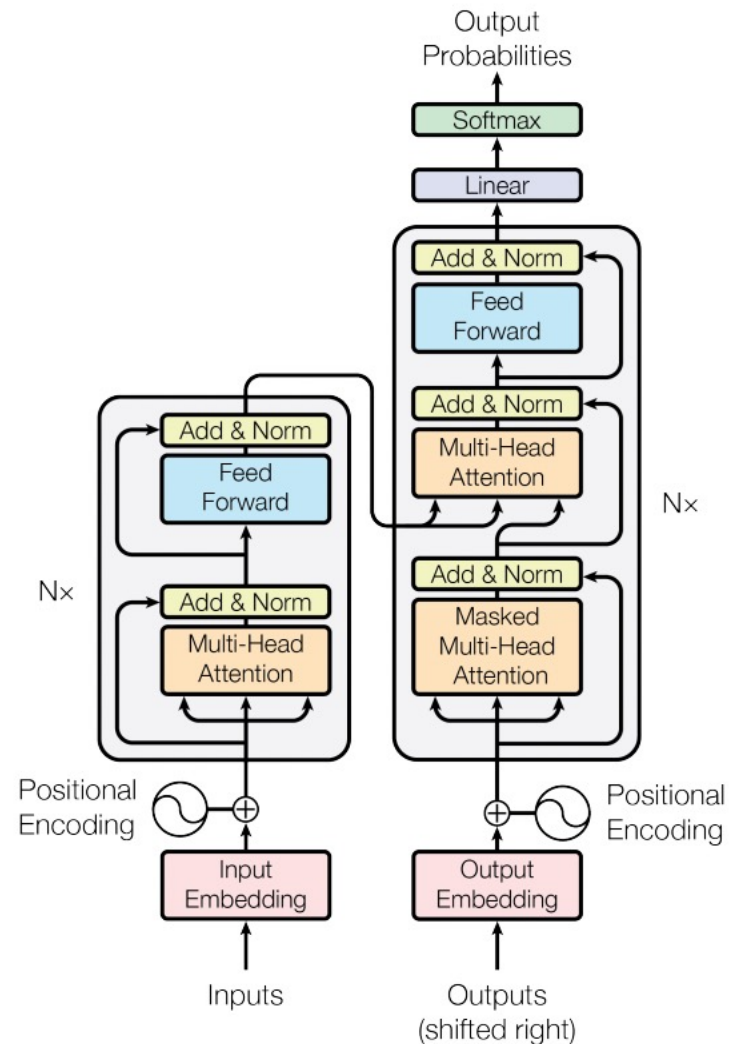 Output
Probabilities
Softmax
Linear
Add & Norm
Feed
Forward
Add & Norm
Multi-Head
Attention
Add & Norm
Masked
Multi-Head
Attention
Nx
Add & Norm
Feed
Forward
Add & Norm
Multi-Head
Attention
Nx
Positional
Encoding
Input
Embedding
Inputs
Positional
Encoding
Output
Embedding
Outputs
(shifted right)